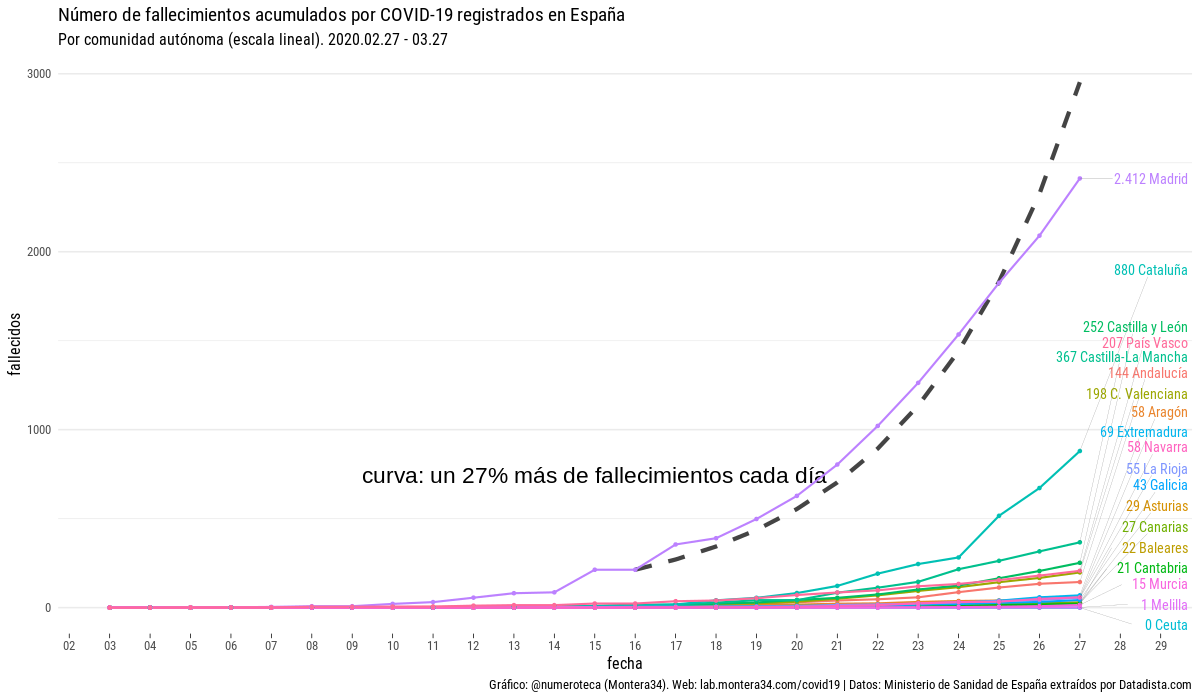 Número de fallecimientos acumulados por COVID-19 registrados en España
Por comunidad autónoma (escala lineal). 2020.02.27 - 03.27
3000
2000
1000
0
fallecidos
curva: un 27% más de fallecimientos cada día
2.412 Madrid
880 Cataluña
252 Castilla y León
207 País Vasco
367 Castilla-La Mancha
144 Andalucía
198 C. Valenciana
58 Aragón
69 Extremadura
58 Navarra
55 La Rioja
43 Galicia
29 Asturias
27 Canarias
22 Baleares
21 Cantabria
15 Murcia
1 Melilla
0 Ceuta
02 03 04 05 06 07 08 09 10 11 12 13 14 15 16 17 18 19 20 21 22 23 24 25 26 27 28 29
fecha
Gráfico: @numeroteca (Montera34). Web: lab.montera34.com/covid19 | Datos: Ministerio de Sanidad de España extraídos por Datadista.com